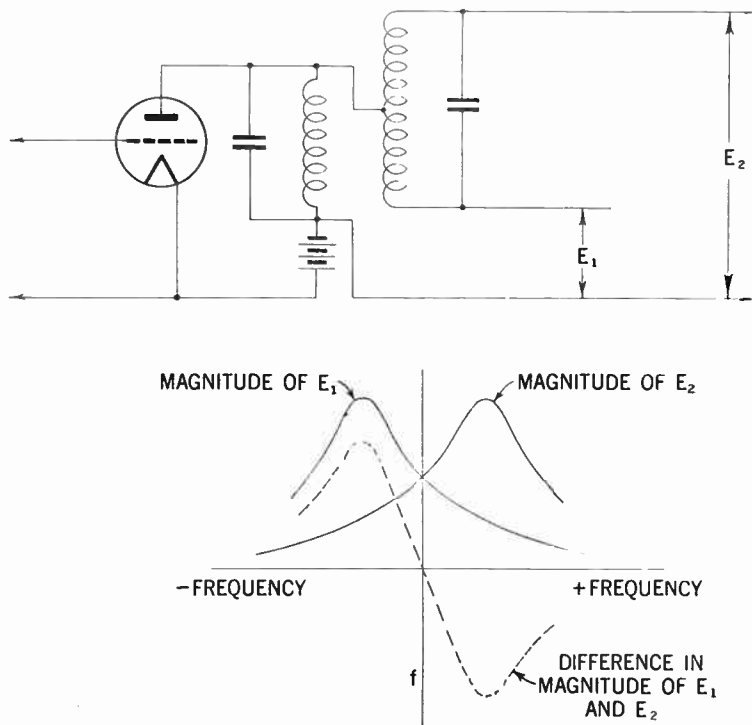 E₂
E₁
MAGNITUDE OF E₁
MAGNITUDE OF E₂
−FREQUENCY
+FREQUENCY
f
DIFFERENCE IN
MAGNITUDE OF E₁
AND E₂